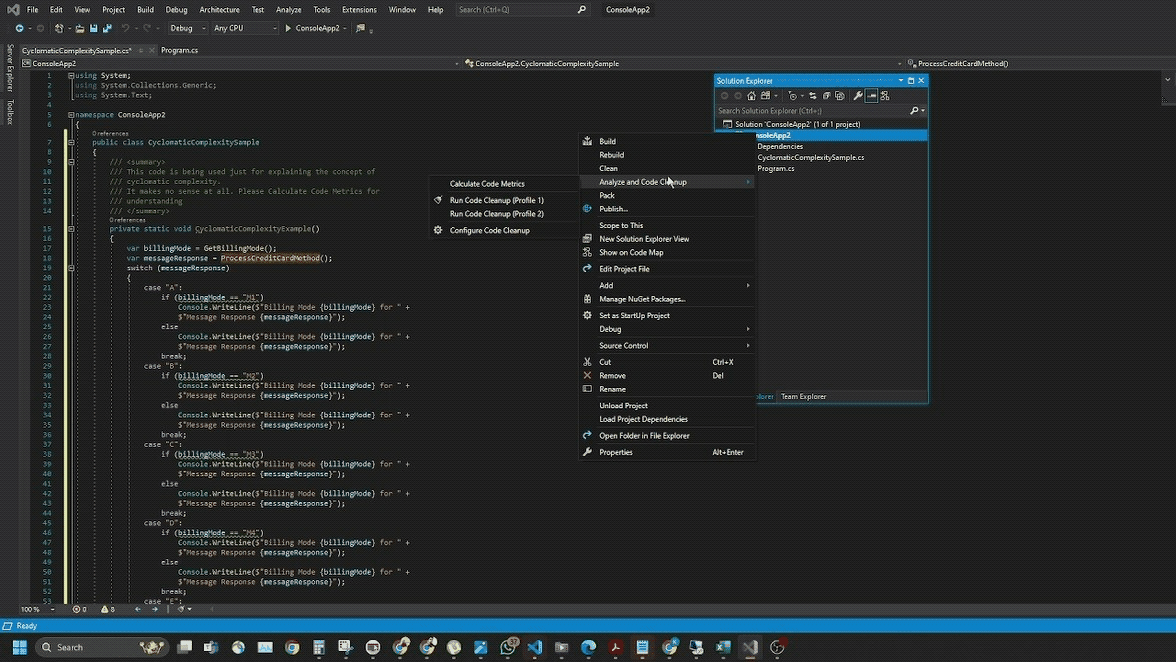 File Edit View Project Build Debug Architecture Test Analyze Tools Extensions Window Help Search (Ctrl+Q) ConsoleApp2
Debug Any CPU ConsoleApp2
CyclomaticComplexitySample.cs* Program.cs
ConsoleApp2 ConsoleApp2.CyclomaticComplexitySample ProcessCreditCardMethod()
Server Explorer
Toolbox
1 using System;
2 using System.Collections.Generic;
3 using System.Text;
4
5 namespace ConsoleApp2
6 {
0 references
7 public class CyclomaticComplexitySample
8 {
9 /// <summary>
10 /// This code is being used just for explaining the concept of
11 /// cyclomatic complexity.
12 /// It makes no sense at all. Please Calculate Code Metrics for
13 /// understanding
14 /// </summary>
0 references
15 private static void CyclomaticComplexityExample()
16 {
17 var billingMode = GetBillingMode();
18 var messageResponse = ProcessCreditCardMethod();
19 switch (messageResponse)
20 {
21 case "A":
22 if (billingMode == "M1")
23 Console.WriteLine($"Billing Mode {billingMode} for " +
24 $"Message Response {messageResponse}");
25 else
26 Console.WriteLine($"Billing Mode {billingMode} for " +
27 $"Message Response {messageResponse}");
28 break;
29 case "B":
30 if (billingMode == "M2")
31 Console.WriteLine($"Billing Mode {billingMode} for " +
32 $"Message Response {messageResponse}");
33 else
34 Console.WriteLine($"Billing Mode {billingMode} for " +
35 $"Message Response {messageResponse}");
36 break;
37 case "C":
38 if (billingMode == "M3")
39 Console.WriteLine($"Billing Mode {billingMode} for " +
40 $"Message Response {messageResponse}");
41 else
42 Console.WriteLine($"Billing Mode {billingMode} for " +
43 $"Message Response {messageResponse}");
44 break;
45 case "D":
46 if (billingMode == "M4")
47 Console.WriteLine($"Billing Mode {billingMode} for " +
48 $"Message Response {messageResponse}");
49 else
50 Console.WriteLine($"Billing Mode {billingMode} for " +
51 $"Message Response {messageResponse}");
52 break;
53 case "E":
Calculate Code Metrics
Run Code Cleanup (Profile 1)
Run Code Cleanup (Profile 2)
Configure Code Cleanup
Build
Rebuild
Clean
Analyze and Code Cleanup
Pack
Publish...
Scope to This
New Solution Explorer View
Show on Code Map
Edit Project File
Add
Manage NuGet Packages...
Set as StartUp Project
Debug
Source Control
Cut Ctrl+X
Remove Del
Rename
Unload Project
Load Project Dependencies
Open Folder in File Explorer
Properties Alt+Enter
Solution Explorer
Search Solution Explorer (Ctrl+;)
Solution 'ConsoleApp2' (1 of 1 project)
nsoleApp2
Dependencies
CyclomaticComplexitySample.cs
Program.cs
plorer Team Explorer
100 % 0 8
Ready
Search